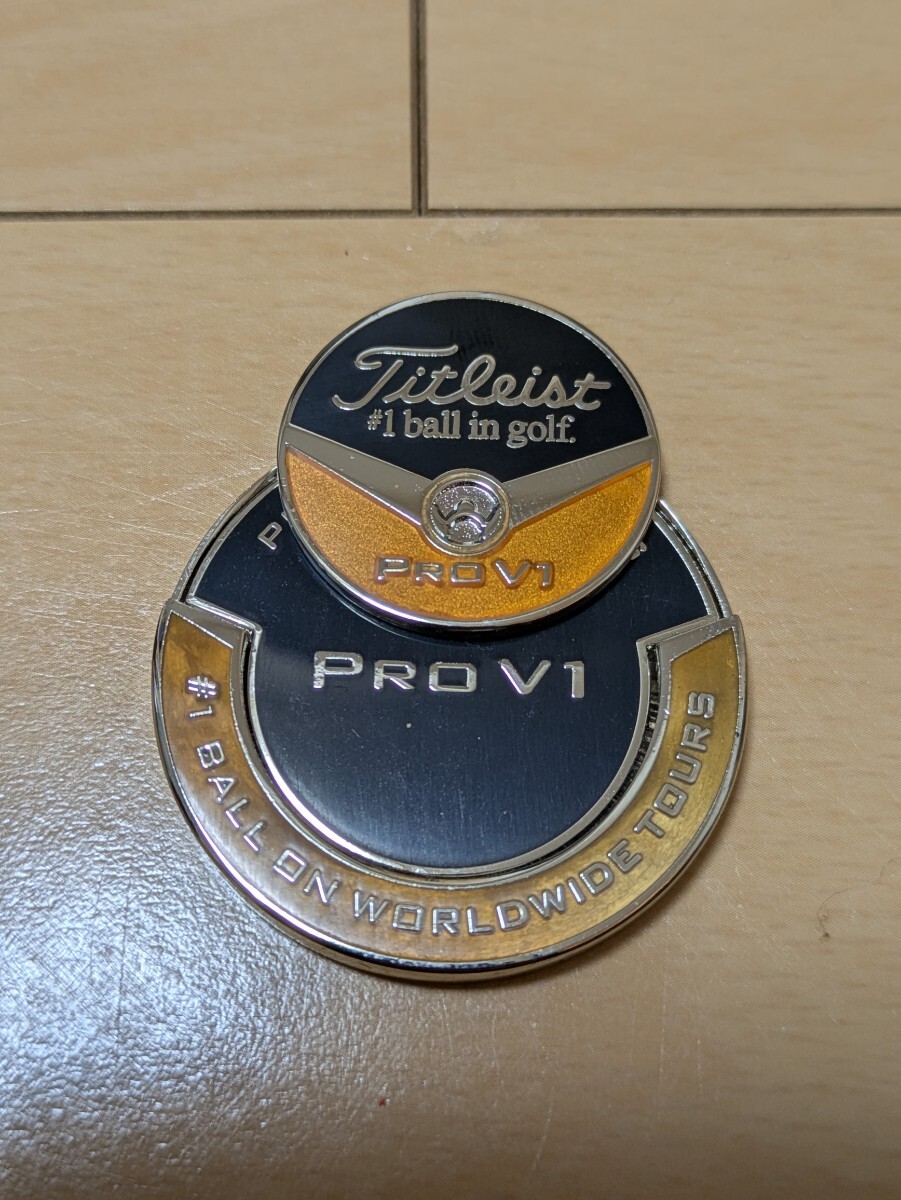 Titleist
#1 ball in golf.
PRO V1
PRO V1
#1 BALL ON WORLDWIDE TOURS